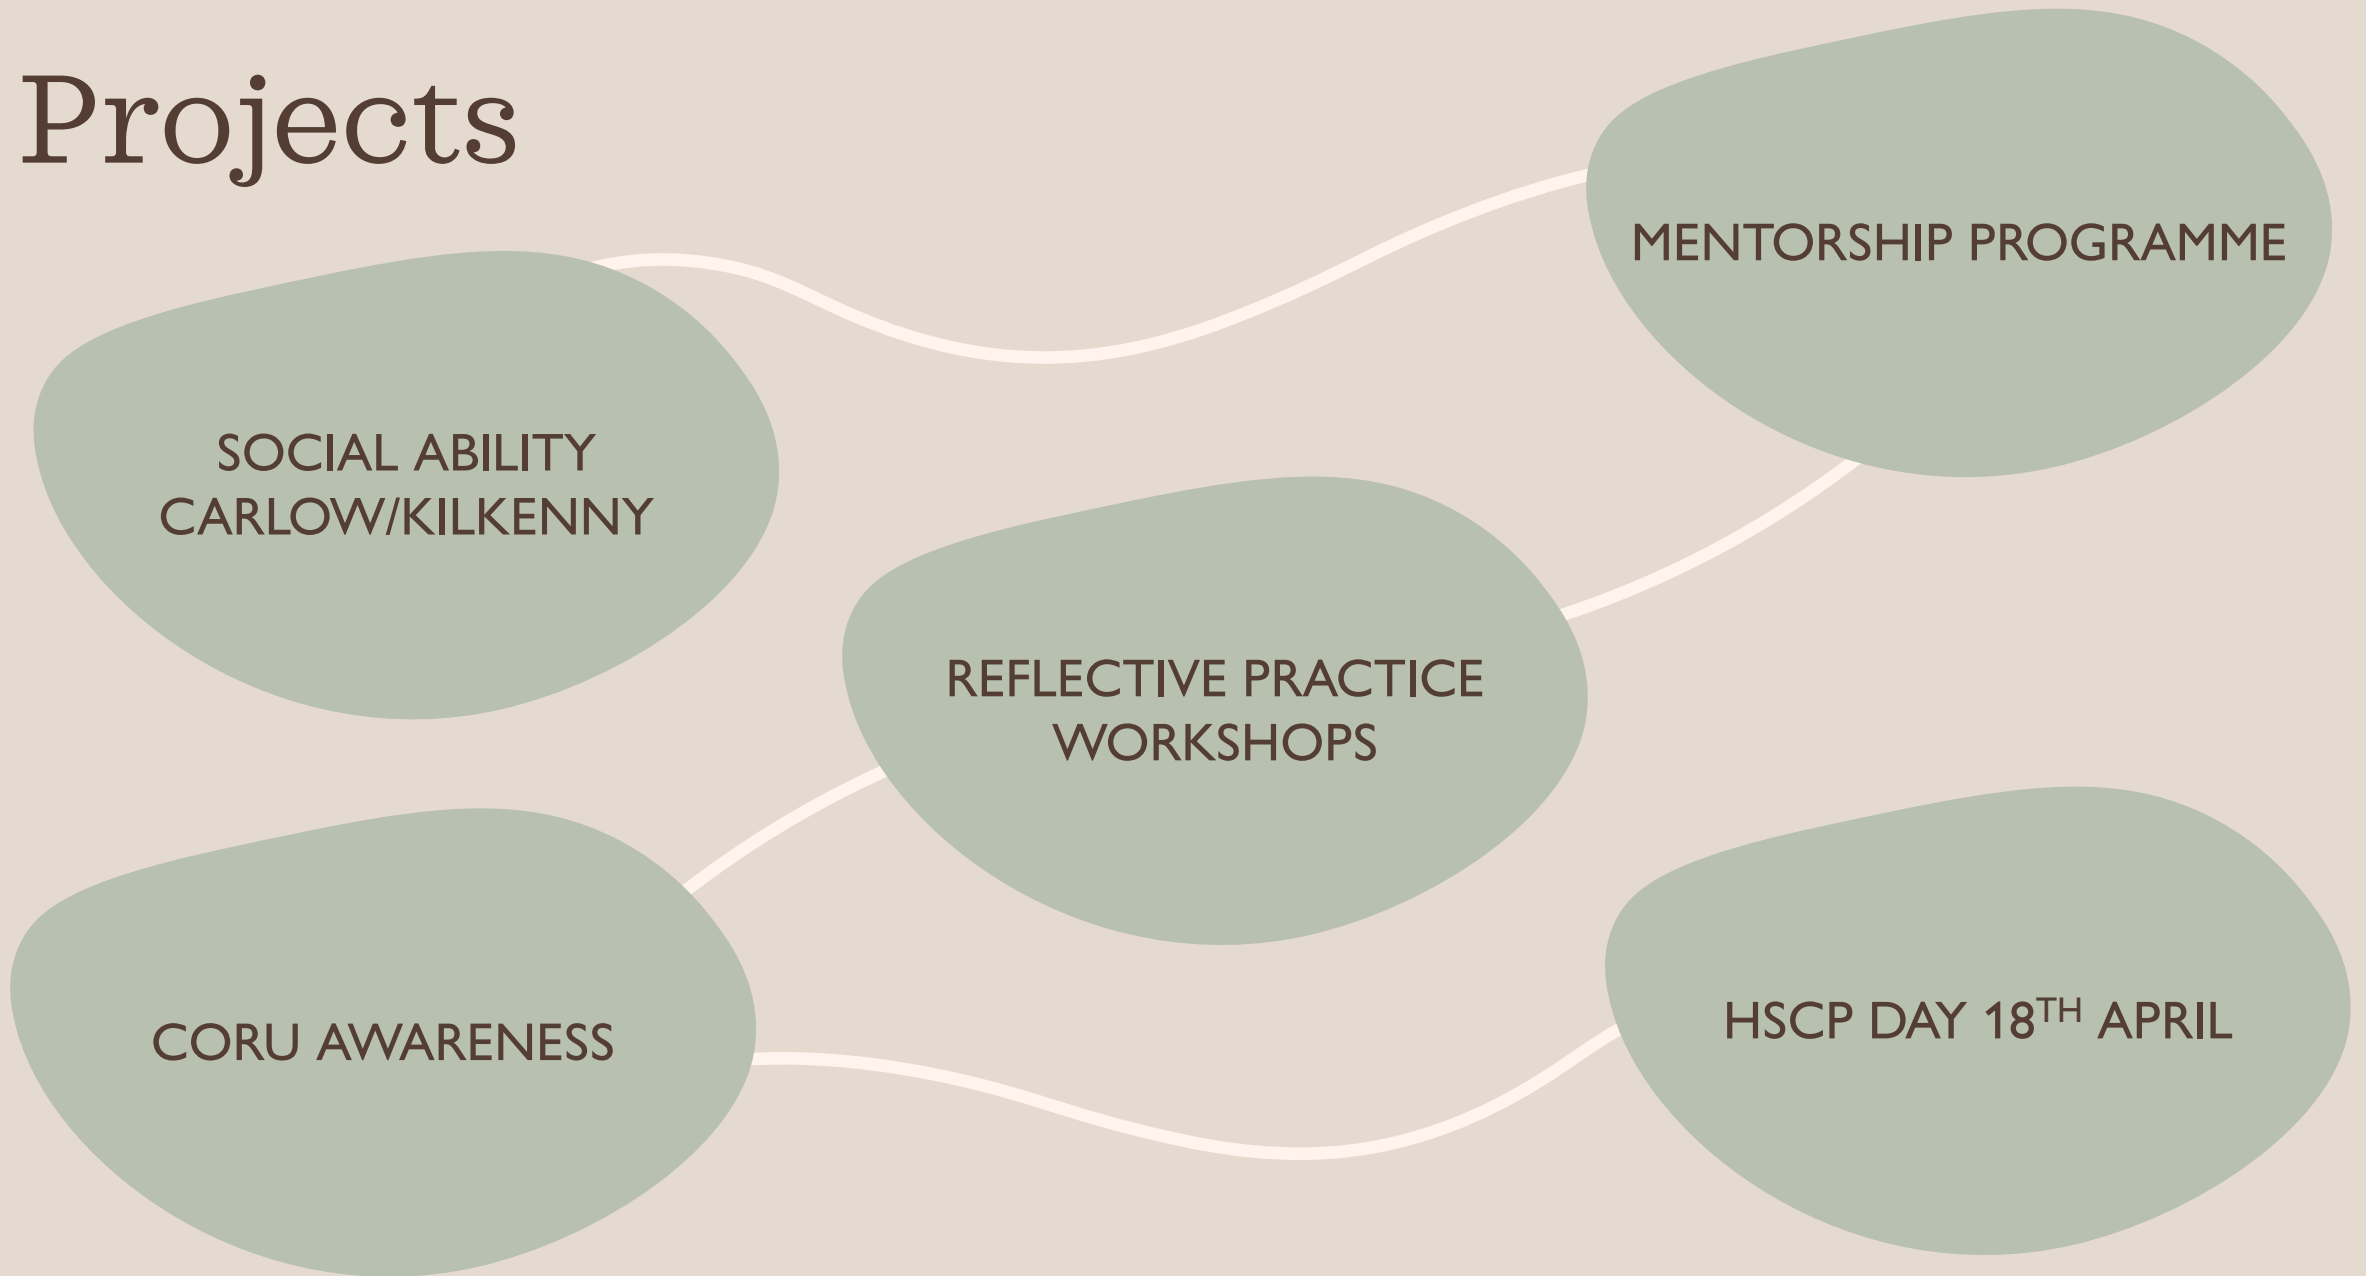 Projects
MENTORSHIP PROGRAMME
SOCIAL ABILITY
CARLOW/KILKENNY
REFLECTIVE PRACTICE
WORKSHOPS
CORU AWARENESS
HSCP DAY 18TH APRIL